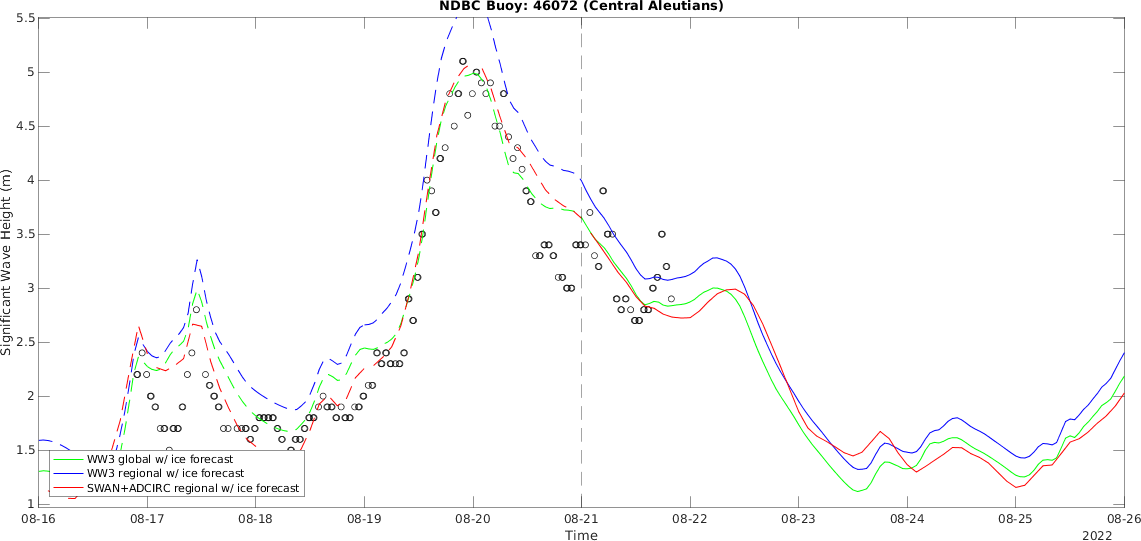 NDBC Buoy: 46072 (Central Aleutians)
5.5
5
4.5
4
3.5
3
2.5
2
1.5
1
Significant Wave Height (m)
WW3 global w/ ice forecast
WW3 regional w/ ice forecast
SWAN+ADCIRC regional w/ ice forecast
08-16 08-17 08-18 08-19 08-20 08-21 08-22 08-23 08-24 08-25 08-26
Time
2022